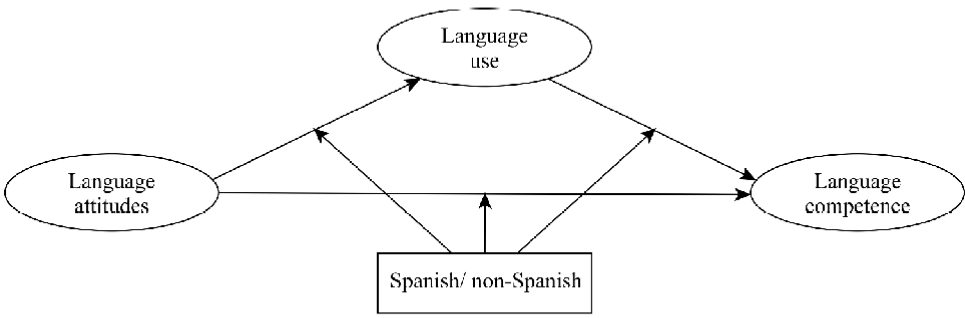 Language
use
Language
attitudes
Language
competence
Spanish/ non-Spanish